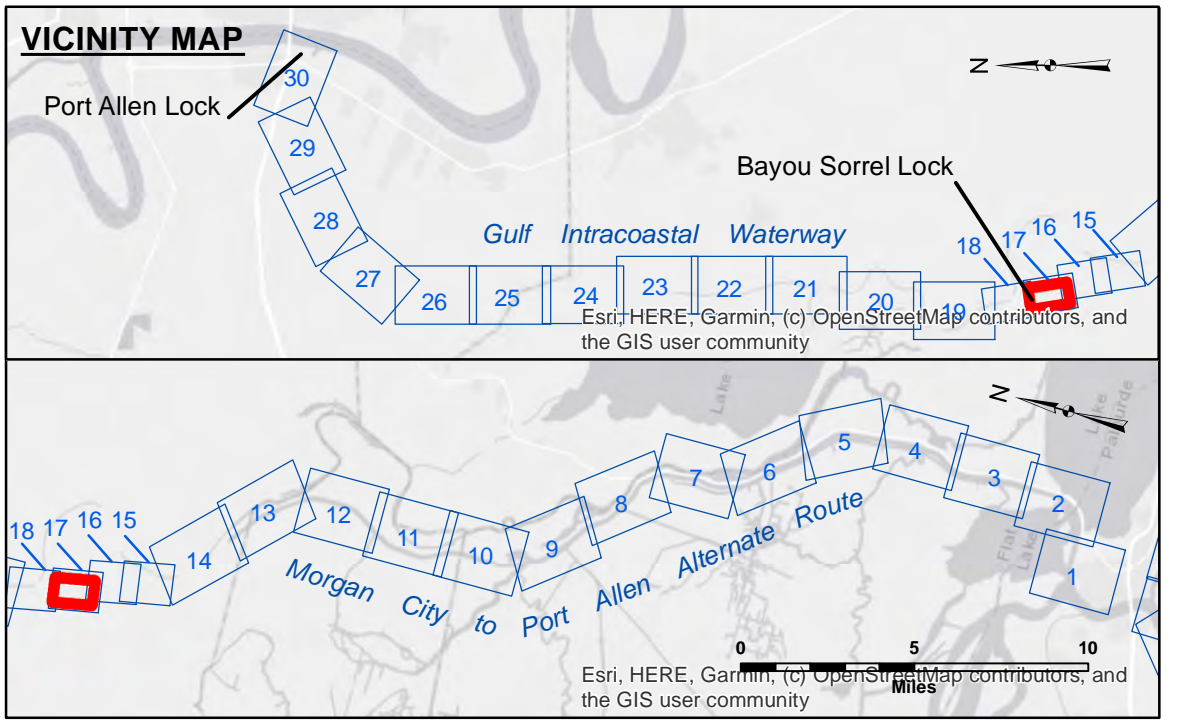 VICINITY MAP
30
N
Port Allen Lock
29
Bayou Sorrel Lock
28
Gulf Intracoastal Waterway
18
17
16
15
27
26
25
24
23
22
21
20
19
Esri, HERE, Garmin, (c) OpenStreetMap contributors, and
the GIS user community
Lake
N
Lake
5
4
7
6
3
8
2
13
12
18
17
16
15
11
10
9
14
Flat
Lake
1
Morgan City to Port Allen Alternate Route
0
5
10
Miles
Esri, HERE, Garmin, (c) OpenStreetMap contributors, and
the GIS user community